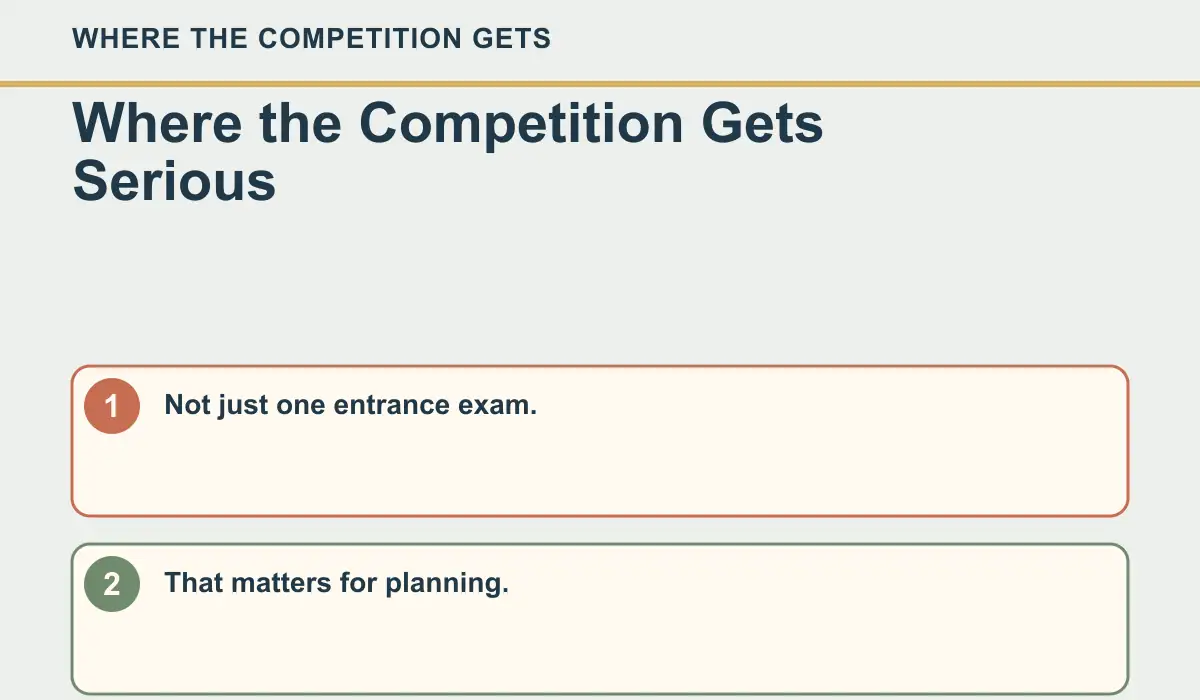 WHERE THE COMPETITION GETS
Where the Competition Gets
Serious
1 Not just one entrance exam.
2 That matters for planning.